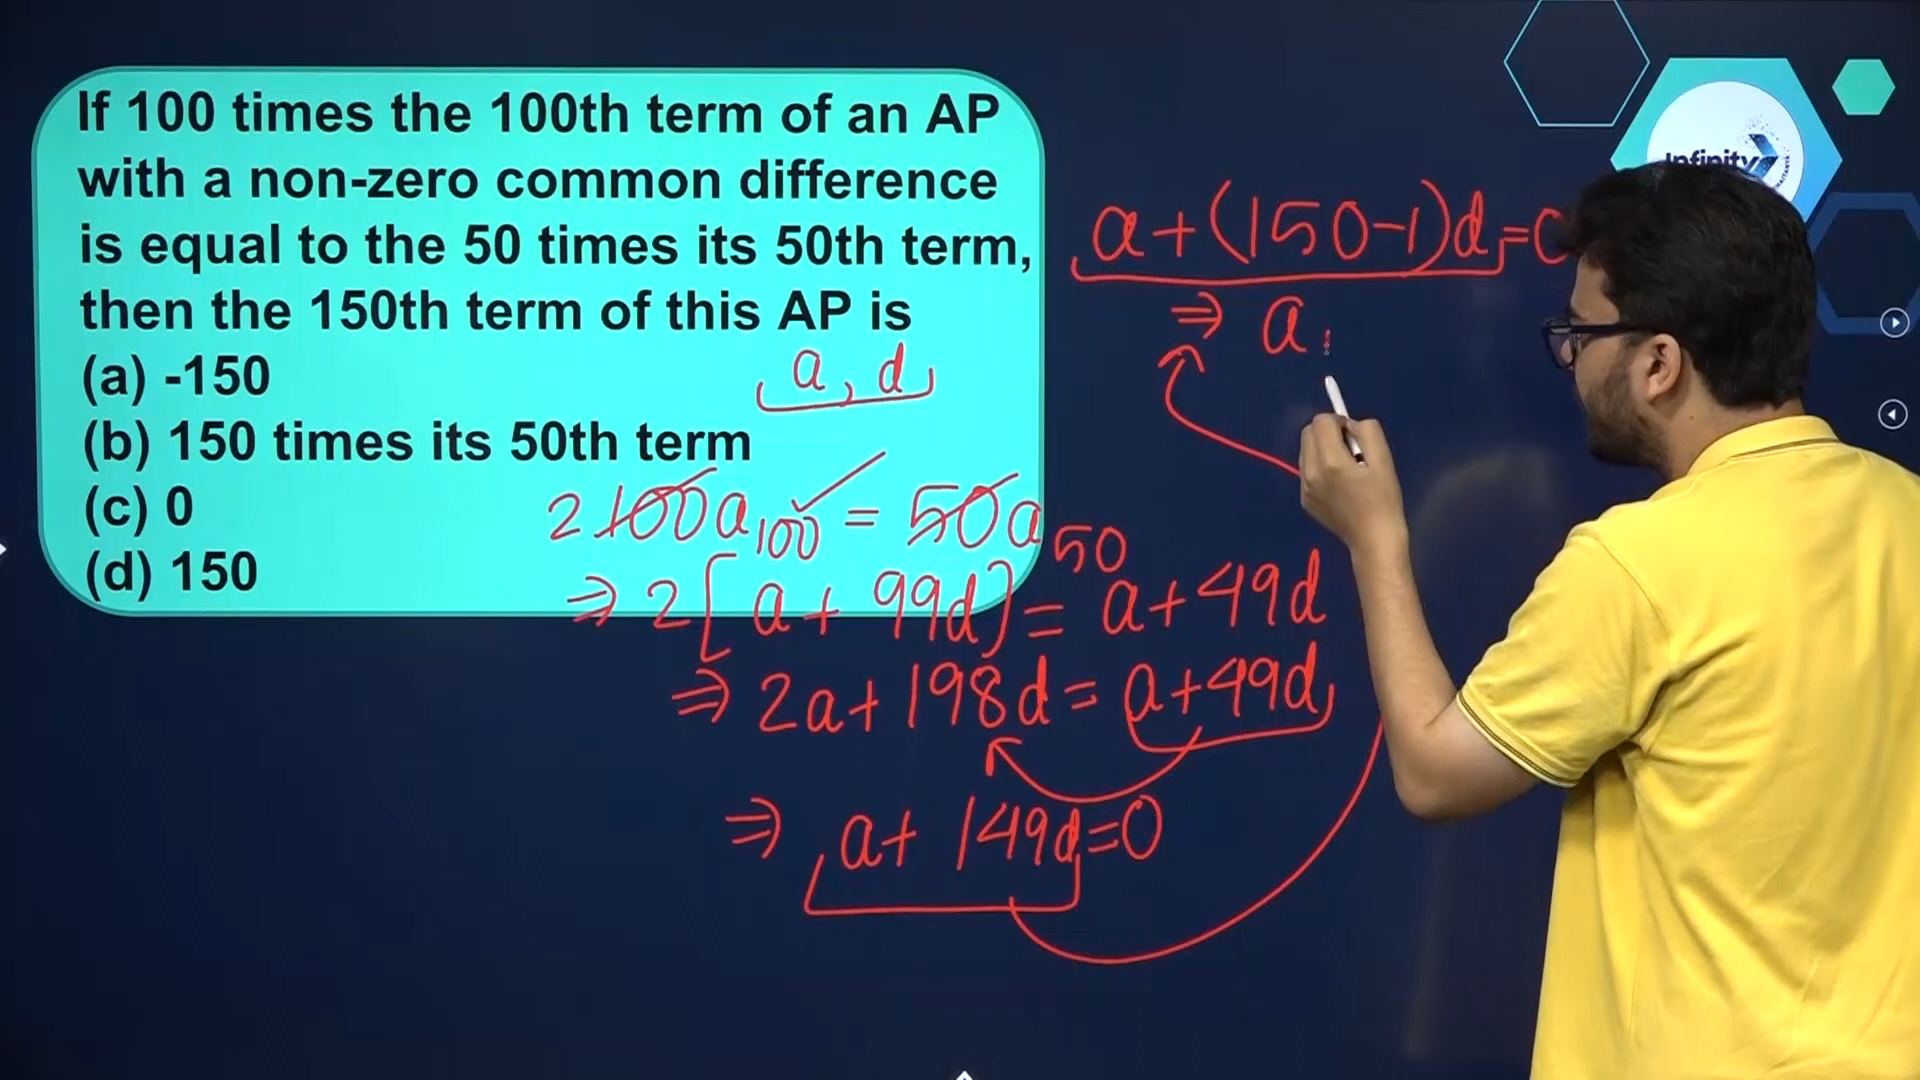 If 100 times the 100th term of an AP
with a non-zero common difference
is equal to the 50 times its 50th term,
then the 150th term of this AP is
(a) -150
(b) 150 times its 50th term
(c) 0
(d) 150
a, d
2 100a100 = 50a50
⇒ 2[a + 99d] = a+49d
⇒ 2a+198d = a+49d
⇒ a+ 149d=0
a+(150-1)d=0
⇒ a
Infinity